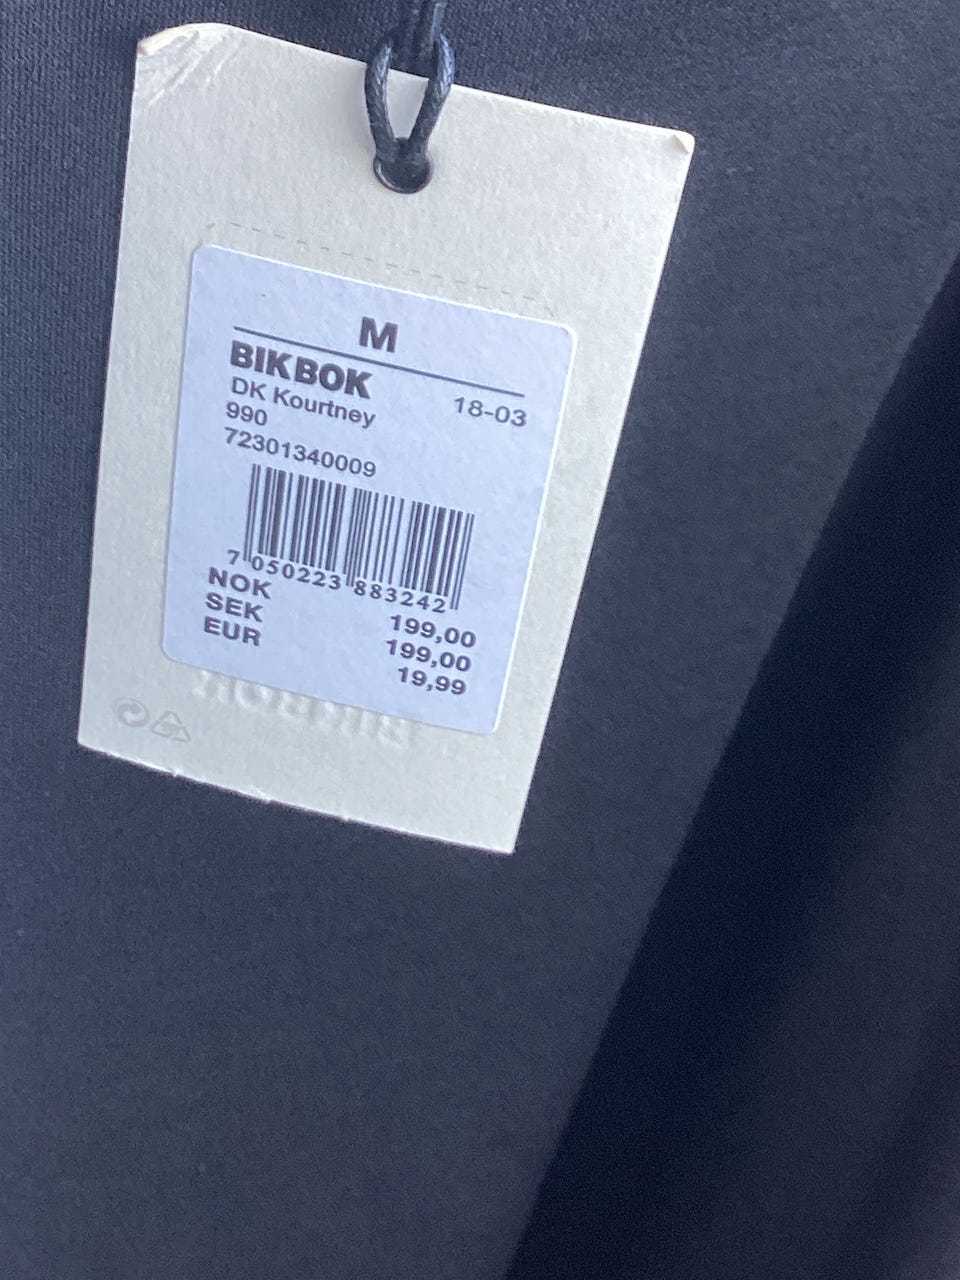 M
BIKBOK
DK Kourtney 18-03
990
72301340009
7 050223 883242
NOK 199,00
SEK 199,00
EUR 19,99